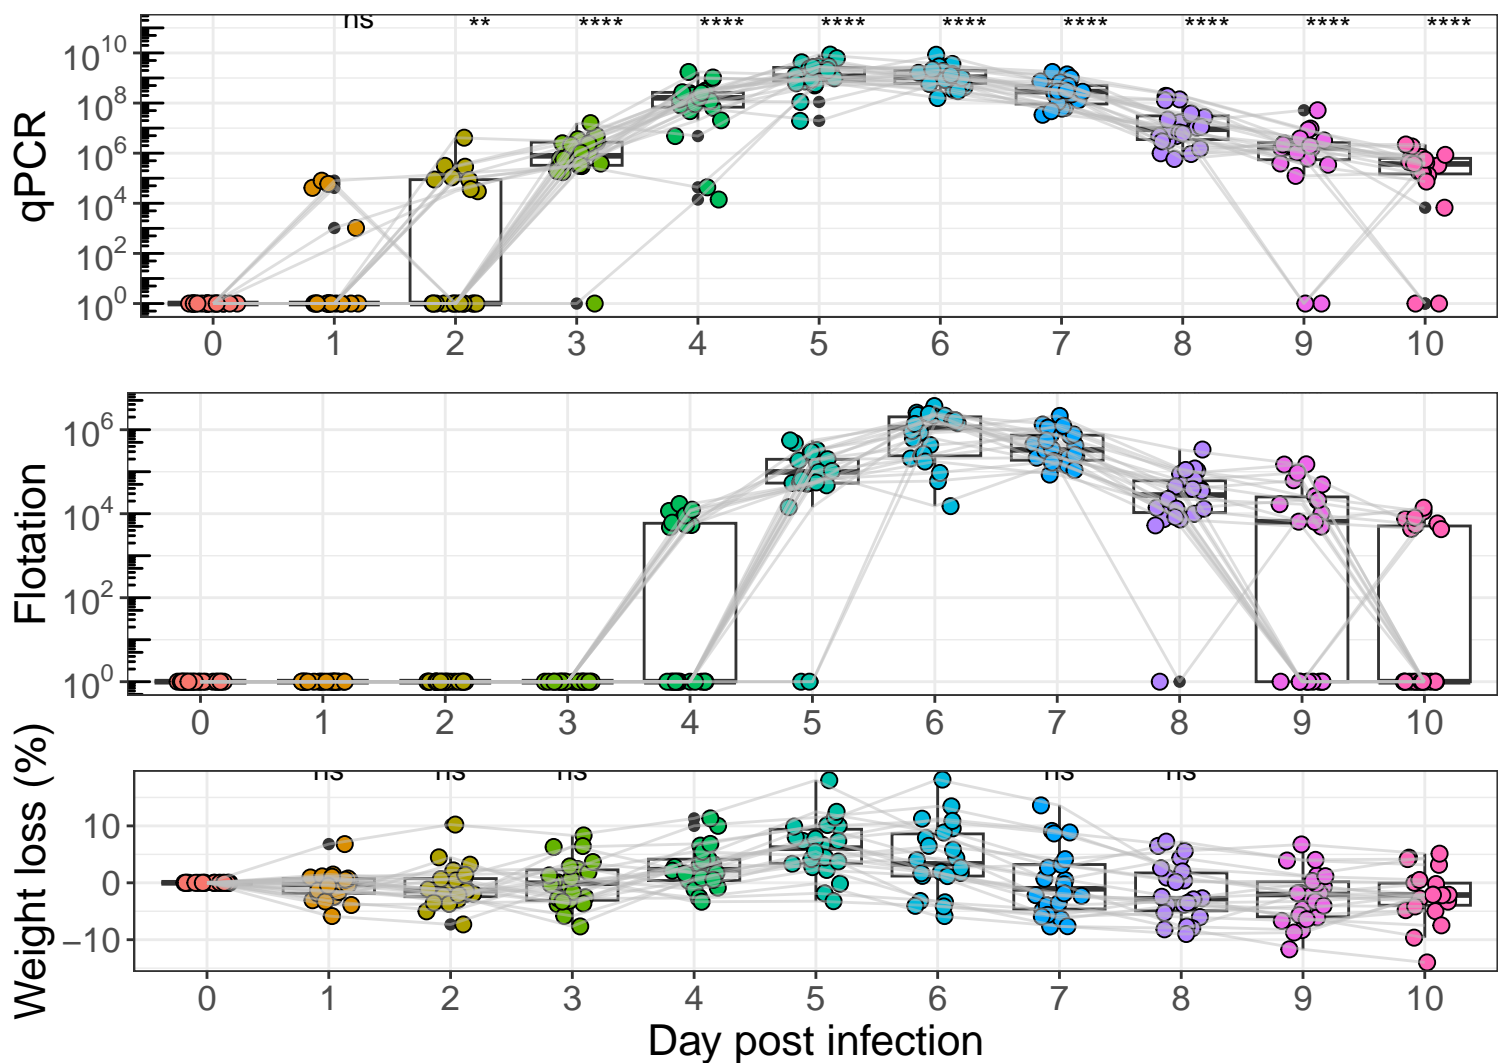 ns ** **** **** **** **** **** **** **** ****
qPCR
10^10
10^8
10^6
10^4
10^2
10^0
0 1 2 3 4 5 6 7 8 9 10
Flotation
10^6
10^4
10^2
10^0
0 1 2 3 4 5 6 7 8 9 10
Weight loss (%)
ns ns ns ns ns
10
0
−10
0 1 2 3 4 5 6 7 8 9 10
Day post infection